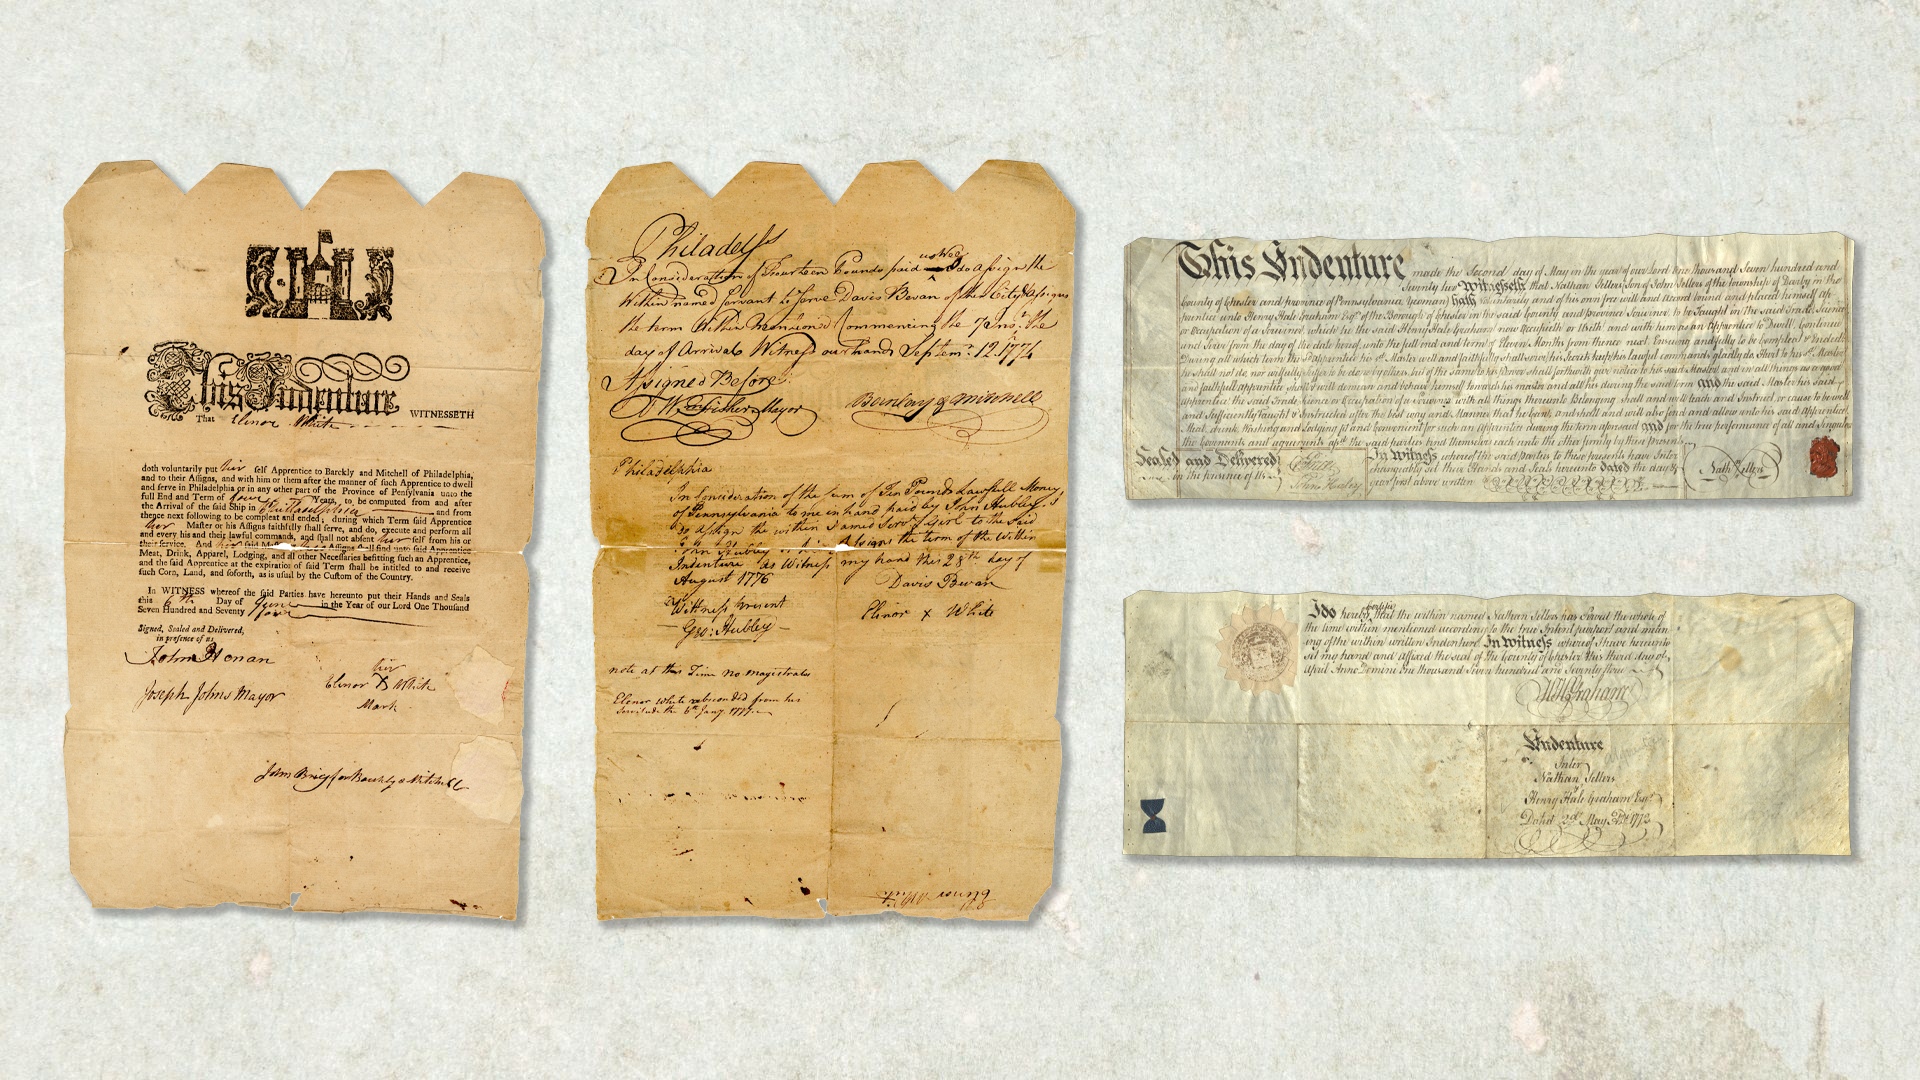 This Indenture WITNESSETH
That Elenor White
doth voluntarily put her self Apprentice to Barckly and Mitchell of Philadelphia,
and to their Assigns, and with him or them after the manner of such Apprentice to dwell
and serve in Philadelphia or in any other part of the Province of Pensylvania unto the
full End and Term of four Years, to be computed from and after
the Arrival of the said Ship in Philladelphia and from
thence next following to be compleat and ended; during which Term said Apprentice
her Master or his Assigns faithfully shall serve, and do, execute and perform all
and every his and their lawful commands, and shall not absent her self from his or
their service. And said Assigns shall find unto said Apprentice
Meat, Drink, Apparel, Lodging, and all other Necessaries befitting such an Apprentice,
and the said Apprentice at the expiration of said Term shall be intitled to and receive
such Corn, Land, and soforth, as is usual by the Custom of the Country.
In WITNESS whereof the said Parties have hereunto put their Hands and Seals
this 6th Day of June in the Year of our Lord One Thousand
Seven Hundred and Seventy four
Signed, Sealed and Delivered,
in presence of us
John Honan
her
Elenor X White
Mark
Joseph Johns Mayor
John for Barckly & Mitchell
Philadelp
In Consideration of Fourteen Pounds paid us We do assign the
Within named Servant to serve Davis Bevan of the City & assigns
the term Within Mentioned Commencing the 7 Inst. the
day of Arrival Witness our hands Septemr. 12. 1774
Assigned Before
Fisher Mayor
Barclay & Mitchell
Philadelphia
In Consideration of the sum of Ten Pounds Lawfull Money
of Pennsylvania to me in hand paid by John Hubley I
do assign the within Named Servt. Girl to the Said
John Hubley Assigns the term of the Within
Indenture as Witness my hand this 28th day of
August 1776
Davis Bevan
Wittness present
Geo: Hubley
Elinor X White
note at this Time no magistrates
Elenor White absconded from his
servitude the 6th Jany. 1777
Elenor White
This Indenture made the Second day of May in the year of our Lord One thousand Seven hundred and
Seventy two Witnesseth that Nathan Sellers Son of John Sellers of the Township of Darby in the
County of Chester and province of Pennsylvania Yeoman hath Voluntarily and of his own free will and accord bound and placed himself Ap-
prentice unto Henry Hale Graham Esqr. of the Borough of Chester in the said County and province Scrivener to be Taught in the said Trade Science
or Occupation of a Scrivener which he the said Henry Hale Graham now Occupieth or Useth and with him as an Apprentice to Dwell Continue
and Serve from the day of the date hereof unto the full end and term of Eleven Months from thence next Ensuing and fully to be Compleat & Ended
During all which term the Sd. Apprentice his sd. Master well and faithfully shall serve his Secrets keep his lawful commands gladly do Hurt to his sd. Master
he shall not do nor wilfully suffer to be done by others but of the same to his power shall forthwith give notice to his said Master and in all things as a good
and faithful apprentice shall & will demean and behave himself towards his master and all his during the said term and the said Master his said
apprentice the said Trade Science or Occupation of a Scrivener with all things thereunto Belonging shall and will teach and Instruct or cause to be well
and Sufficiently Taught & Instructed after the best way and Manner that he can and shall and will also find and allow unto his said Apprentice
Meat drink Washing and Lodging fit and Convenient for such an apprentice during the term aforesaid and for the true performance of all and Singular
the Covenants and agreements aforesd. the said parties bind themselves each unto the other firmly by these presents
In Witness whereof the said Parties to these presents have Inter-
changeably set their Hands and Seals hereunto dated the day &
year first above written
Sealed and Delivered
in the presence of us
Nathn. Sellers
I do hereby certifie that the within named Nathan Sellers has Served the whole of
the time within mentioned according to the true Intent purport and mean-
ing of the within written Indenture In Witness whereof I have hereunto
set my hand and affixed the seal of the County of Chester this third day of
April Anno Domini One thousand Seven hundred and Seventy three
HHGraham
Indenture
Inter
Nathan Sellers
&
Henry Hale Graham Esqr.
Dated 2d. May 1772